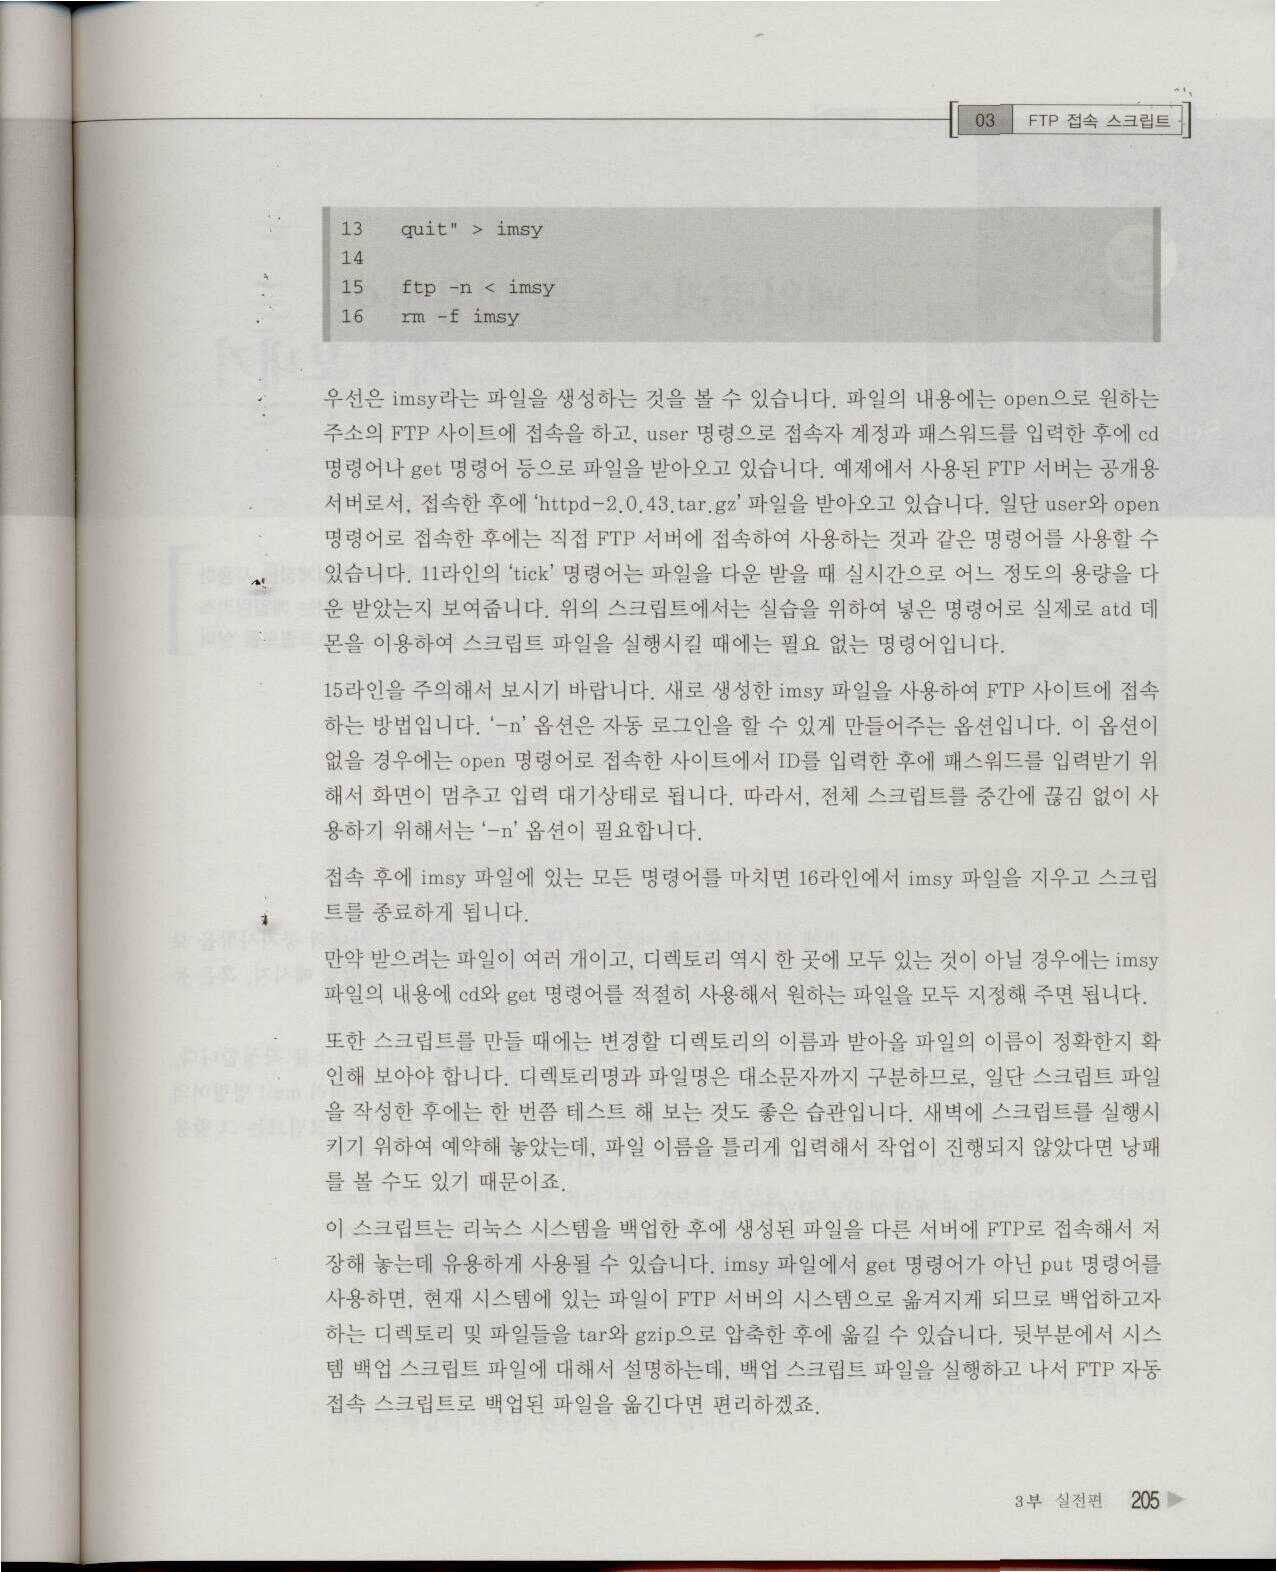 03 FTP 접속 스크립트
13 quit" > imsy
14
15 ftp -n < imsy
16 rm -f imsy
우선은 imsy라는 파일을 생성하는 것을 볼 수 있습니다. 파일의 내용에는 open으로 원하는
주소의 FTP 사이트에 접속을 하고, user 명령으로 접속자 계정과 패스워드를 입력한 후에 cd
명령어나 get 명령어 등으로 파일을 받아오고 있습니다. 예제에서 사용된 FTP 서버는 공개용
서버로서, 접속한 후에 ‘httpd-2.0.43.tar.gz’ 파일을 받아오고 있습니다. 일단 user와 open
명령어로 접속한 후에는 직접 FTP 서버에 접속하여 사용하는 것과 같은 명령어를 사용할 수
있습니다. 11라인의 ‘tick’ 명령어는 파일을 다운 받을 때 실시간으로 어느 정도의 용량을 다
운 받았는지 보여줍니다. 위의 스크립트에서는 실습을 위하여 넣은 명령어로 실제로 atd 데
몬을 이용하여 스크립트 파일을 실행시킬 때에는 필요 없는 명령어입니다.
15라인을 주의해서 보시기 바랍니다. 새로 생성한 imsy 파일을 사용하여 FTP 사이트에 접속
하는 방법입니다. ‘-n’ 옵션은 자동 로그인을 할 수 있게 만들어주는 옵션입니다. 이 옵션이
없을 경우에는 open 명령어로 접속한 사이트에서 ID를 입력한 후에 패스워드를 입력받기 위
해서 화면이 멈추고 입력 대기상태로 됩니다. 따라서, 전체 스크립트를 중간에 끊김 없이 사
용하기 위해서는 ‘-n’ 옵션이 필요합니다.
접속 후에 imsy 파일에 있는 모든 명령어를 마치면 16라인에서 imsy 파일을 지우고 스크립
트를 종료하게 됩니다.
만약 받으려는 파일이 여러 개이고, 디렉토리 역시 한 곳에 모두 있는 것이 아닐 경우에는 imsy
파일의 내용에 cd와 get 명령어를 적절히 사용해서 원하는 파일을 모두 지정해 주면 됩니다.
또한 스크립트를 만들 때에는 변경할 디렉토리의 이름과 받아올 파일의 이름이 정확한지 확
인해 보아야 합니다. 디렉토리명과 파일명은 대소문자까지 구분하므로, 일단 스크립트 파일
을 작성한 후에는 한 번쯤 테스트 해 보는 것도 좋은 습관입니다. 새벽에 스크립트를 실행시
키기 위하여 예약해 놓았는데, 파일 이름을 틀리게 입력해서 작업이 진행되지 않았다면 낭패
를 볼 수도 있기 때문이죠.
이 스크립트는 리눅스 시스템을 백업한 후에 생성된 파일을 다른 서버에 FTP로 접속해서 저
장해 놓는데 유용하게 사용될 수 있습니다. imsy 파일에서 get 명령어가 아닌 put 명령어를
사용하면, 현재 시스템에 있는 파일이 FTP 서버의 시스템으로 옮겨지게 되므로 백업하고자
하는 디렉토리 및 파일들을 tar와 gzip으로 압축한 후에 옮길 수 있습니다. 뒷부분에서 시스
템 백업 스크립트 파일에 대해서 설명하는데, 백업 스크립트 파일을 실행하고 나서 FTP 자동
접속 스크립트로 백업된 파일을 옮긴다면 편리하겠죠.
3부 실전편 205